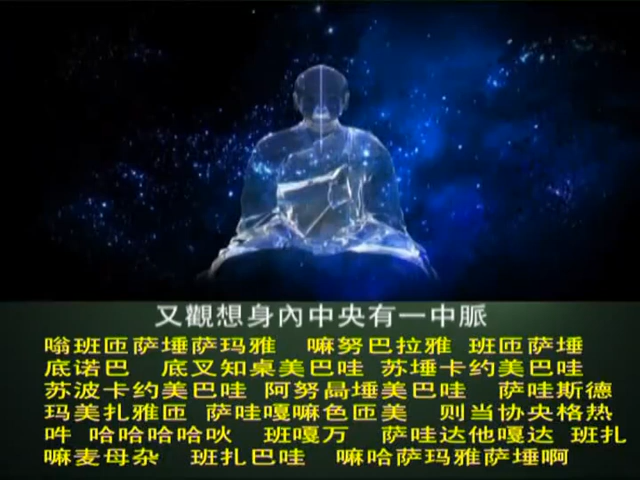 又觀想身內中央有一中脈
嗡班匝萨埵萨玛雅 嘛努巴拉雅 班匝萨埵
底诺巴 底叉知桌美巴哇 苏埵卡约美巴哇
苏波卡约美巴哇 阿努晶埵美巴哇 萨哇斯德
玛美扎雅匝 萨哇嘎嘛色匝美 则当协央格热
吽 哈哈哈哈吙 班嘎万 萨哇达他嘎达 班扎
嘛麦母杂 班扎巴哇 嘛哈萨玛雅萨埵啊